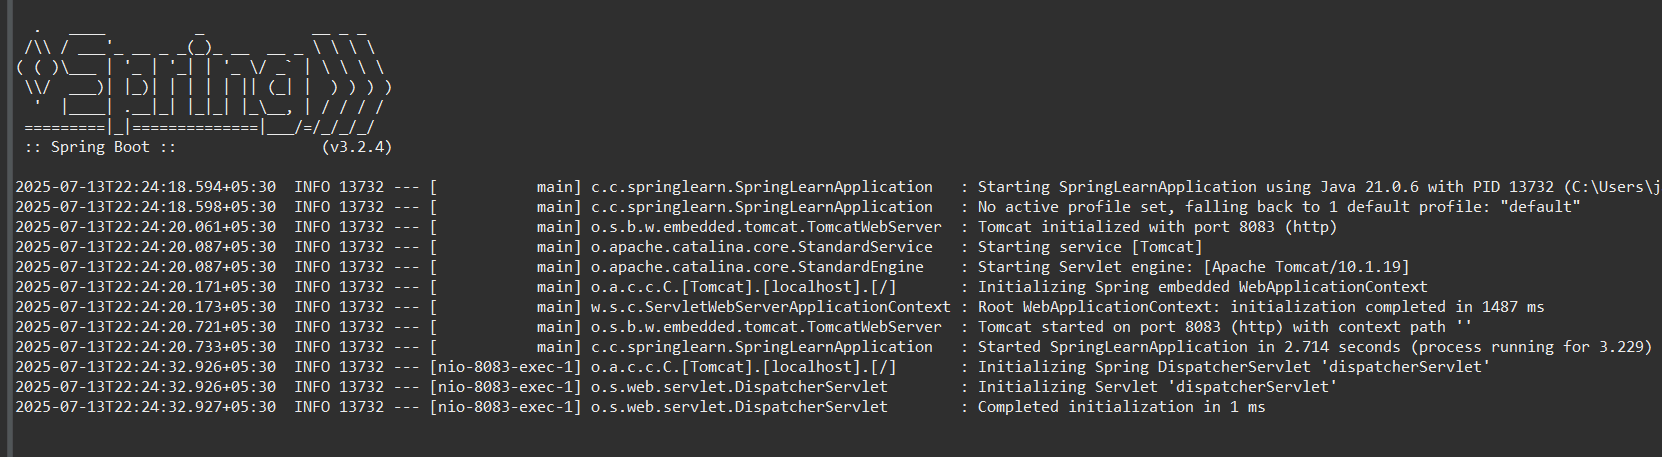 .   ____          _            __ _ _
 /\\ / ___'_ __ _ _(_)_ __  __ _ \ \ \ \
( ( )\___ | '_ | '_| | '_ \/ _` | \ \ \ \
 \\/  ___)| |_)| | | | | || (_| |  ) ) ) )
  '  |____| .__|_| |_|_| |_\__, | / / / /
 =========|_|==============|___/=/_/_/_/
 :: Spring Boot ::                (v3.2.4)
2025-07-13T22:24:18.594+05:30  INFO 13732 --- [           main] c.c.springlearn.SpringLearnApplication   : Starting SpringLearnApplication using Java 21.0.6 with PID 13732 (C:\Users\j
2025-07-13T22:24:18.598+05:30  INFO 13732 --- [           main] c.c.springlearn.SpringLearnApplication   : No active profile set, falling back to 1 default profile: "default"
2025-07-13T22:24:20.061+05:30  INFO 13732 --- [           main] o.s.b.w.embedded.tomcat.TomcatWebServer  : Tomcat initialized with port 8083 (http)
2025-07-13T22:24:20.087+05:30  INFO 13732 --- [           main] o.apache.catalina.core.StandardService   : Starting service [Tomcat]
2025-07-13T22:24:20.087+05:30  INFO 13732 --- [           main] o.apache.catalina.core.StandardEngine    : Starting Servlet engine: [Apache Tomcat/10.1.19]
2025-07-13T22:24:20.171+05:30  INFO 13732 --- [           main] o.a.c.c.C.[Tomcat].[localhost].[/]       : Initializing Spring embedded WebApplicationContext
2025-07-13T22:24:20.173+05:30  INFO 13732 --- [           main] w.s.c.ServletWebServerApplicationContext : Root WebApplicationContext: initialization completed in 1487 ms
2025-07-13T22:24:20.721+05:30  INFO 13732 --- [           main] o.s.b.w.embedded.tomcat.TomcatWebServer  : Tomcat started on port 8083 (http) with context path ''
2025-07-13T22:24:20.733+05:30  INFO 13732 --- [           main] c.c.springlearn.SpringLearnApplication   : Started SpringLearnApplication in 2.714 seconds (process running for 3.229)
2025-07-13T22:24:32.926+05:30  INFO 13732 --- [nio-8083-exec-1] o.a.c.c.C.[Tomcat].[localhost].[/]       : Initializing Spring DispatcherServlet 'dispatcherServlet'
2025-07-13T22:24:32.926+05:30  INFO 13732 --- [nio-8083-exec-1] o.s.web.servlet.DispatcherServlet        : Initializing Servlet 'dispatcherServlet'
2025-07-13T22:24:32.927+05:30  INFO 13732 --- [nio-8083-exec-1] o.s.web.servlet.DispatcherServlet        : Completed initialization in 1 ms